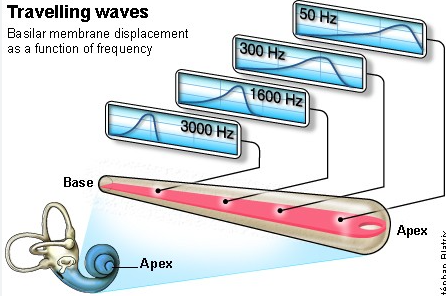 Travelling waves
Basilar membrane displacement
as a function of frequency
50 Hz
300 Hz
1600 Hz
3000 Hz
Base
Apex
Apex